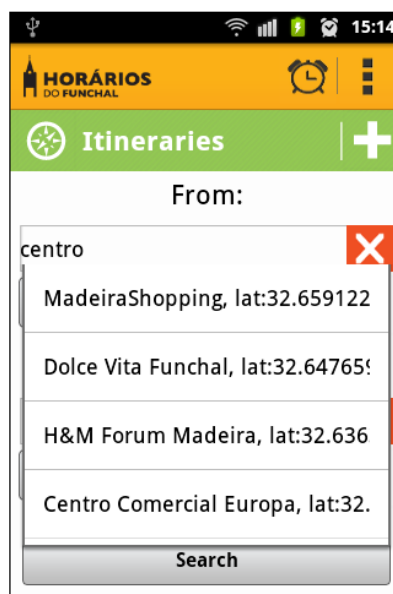 15:14
HORÁRIOS
DO FUNCHAL
Itineraries
From:
centro
MadeiraShopping, lat:32.659122
Dolce Vita Funchal, lat:32.647659
H&M Forum Madeira, lat:32.636
Centro Comercial Europa, lat:32.
Search